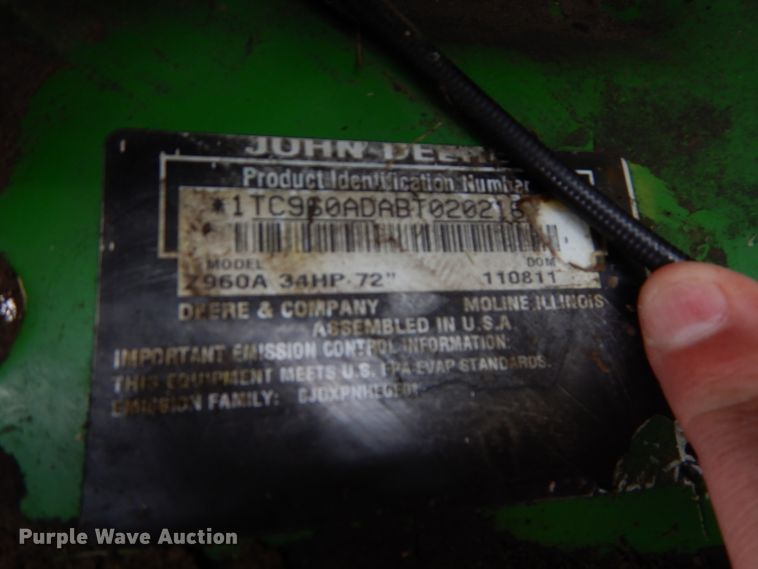 JOHN DEERE
Product Identification Number
*1TC960ADABT020216
MODEL DOM
Z960A 34HP 72" 110811
DEERE & COMPANY MOLINE, ILLINOIS
ASSEMBLED IN U.S.A
IMPORTANT EMISSION CONTROL INFORMATION:
THIS EQUIPMENT MEETS U.S. EPA EVAP STANDARDS.
EMISSION FAMILY:
Purple Wave Auction